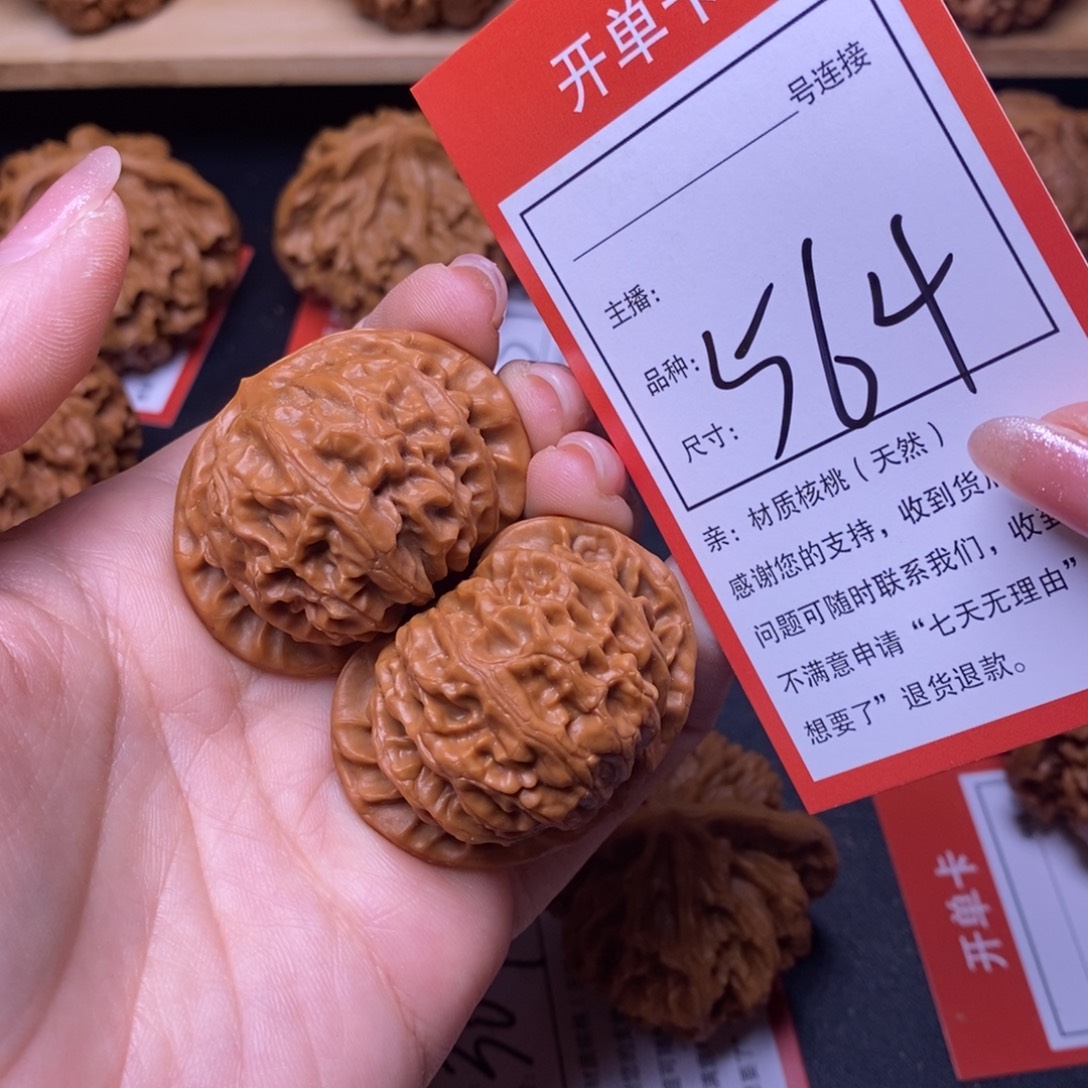 开单卡
号连接
主播：
品种：
564
尺寸：
亲：材质核桃（天然）
感谢您的支持，收到货
问题可随时联系我们，收到
不满意申请“七天无理由”
想要了”退货退款。
开单卡